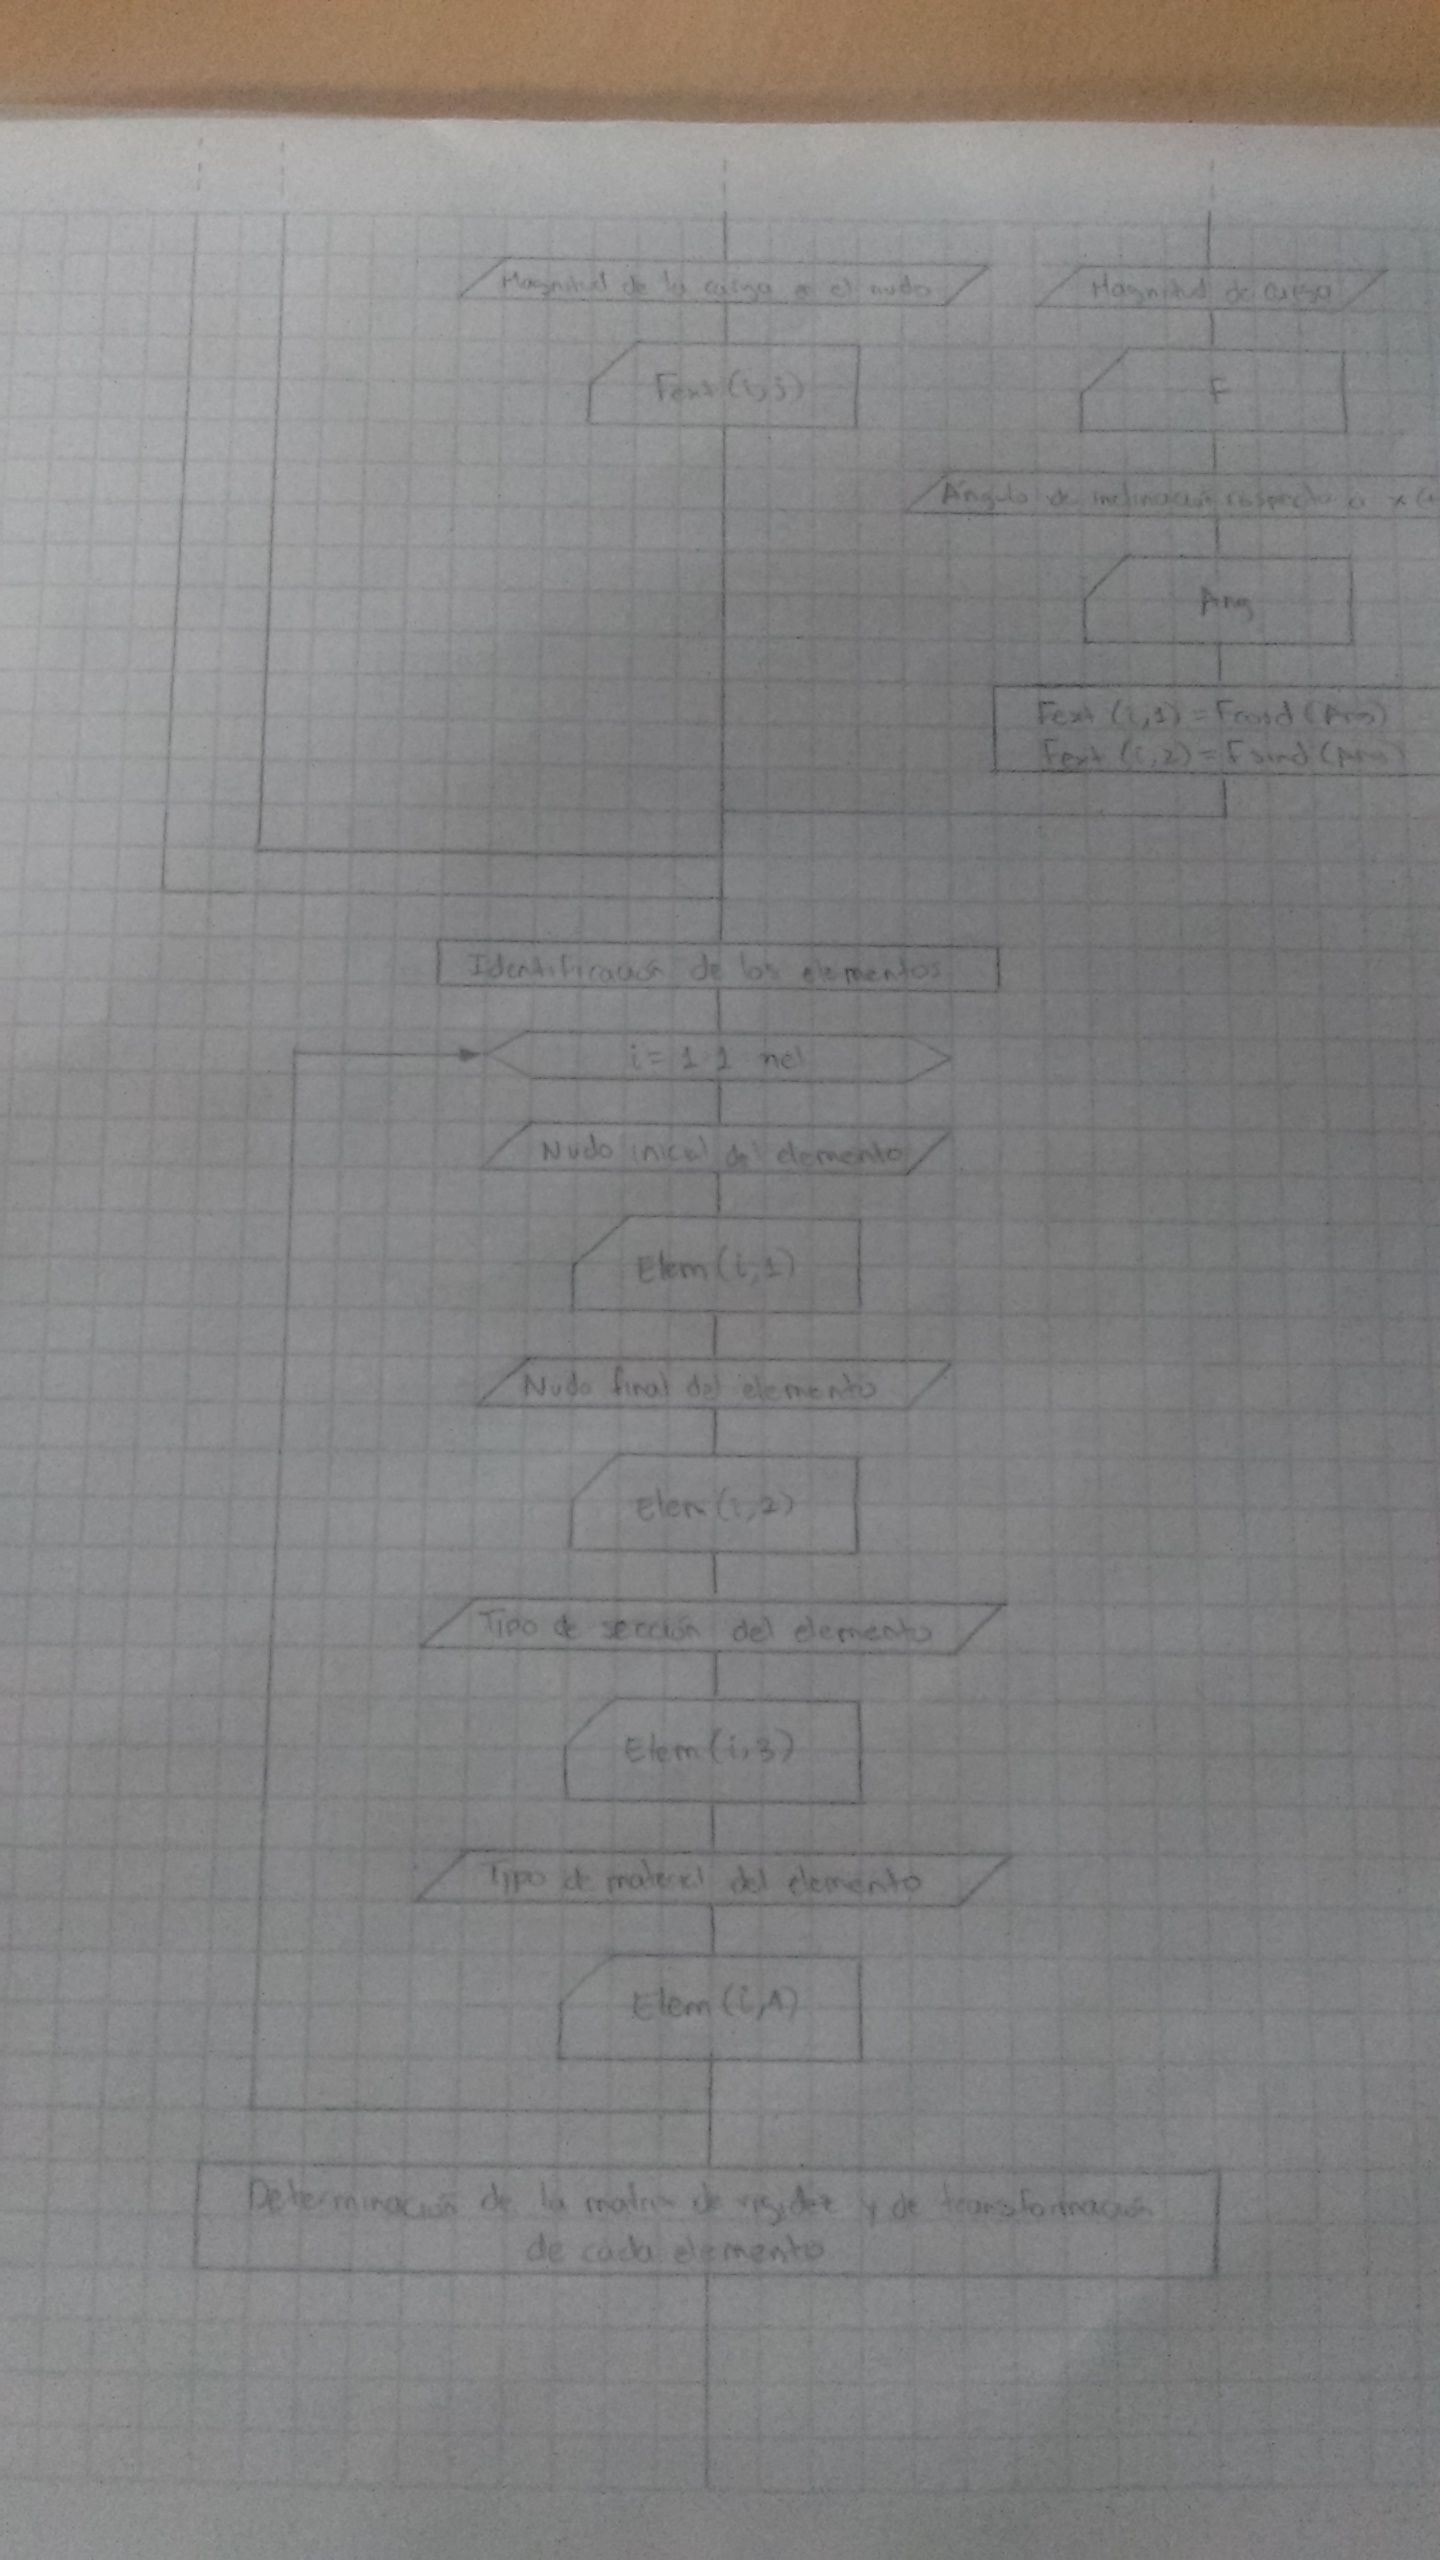 Magnitud de la carga en el nudo
Fext (i,j)
Magnitud de carga
F
Ángulo de inclinación respecto a x (+
Ang
Fext (i,1) = Fcosd (Ang)
Fext (i,2) = Fsind (Ang)
Identificación de los elementos
i = 1 1 nel
Nudo inicial del elemento
Elem (i,1)
Nudo final del elemento
Elem (i,2)
Tipo de sección del elemento
Elem (i,3)
Tipo de material del elemento
Elem (i,4)
Determinación de la matriz de rigidez y de transformación
de cada elemento